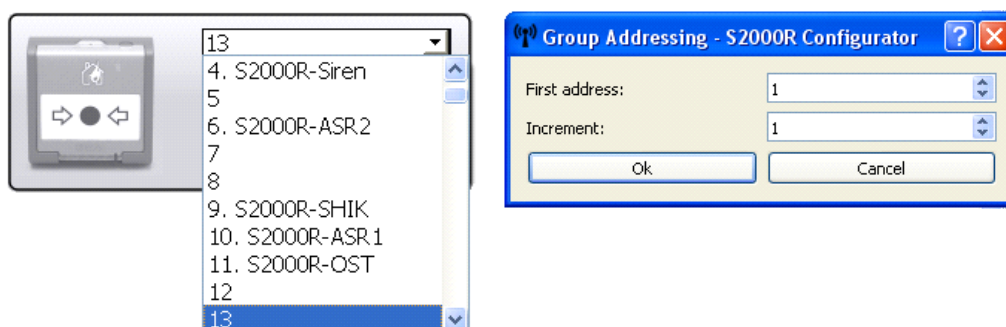 13
4. S2000R-Siren
5
6. S2000R-ASR2
7
8
9. S2000R-SHIK
10. S2000R-ASR1
11. S2000R-OST
12
13
Group Addressing - S2000R Configurator
First address:
1
Increment:
1
Ok
Cancel